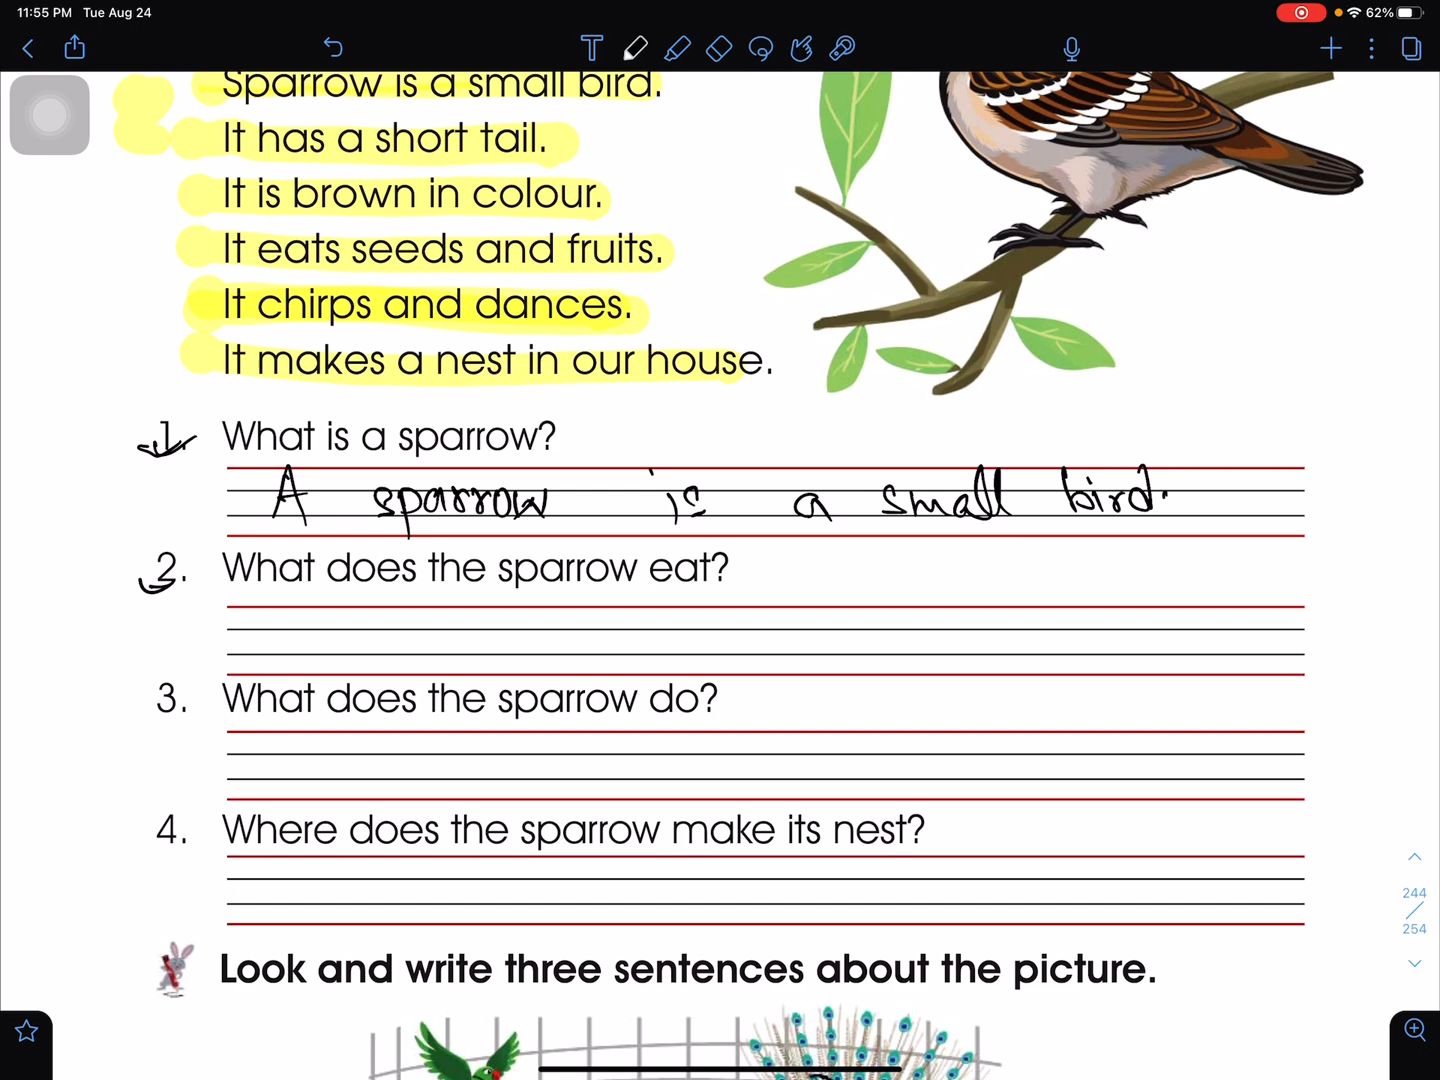 11:55 PM Tue Aug 24 62%
T
Sparrow is a small bird.
It has a short tail.
It is brown in colour.
It eats seeds and fruits.
It chirps and dances.
It makes a nest in our house.
1. What is a sparrow?
A sparrow is a small bird.
2. What does the sparrow eat?
3. What does the sparrow do?
4. Where does the sparrow make its nest?
244
254
Look and write three sentences about the picture.